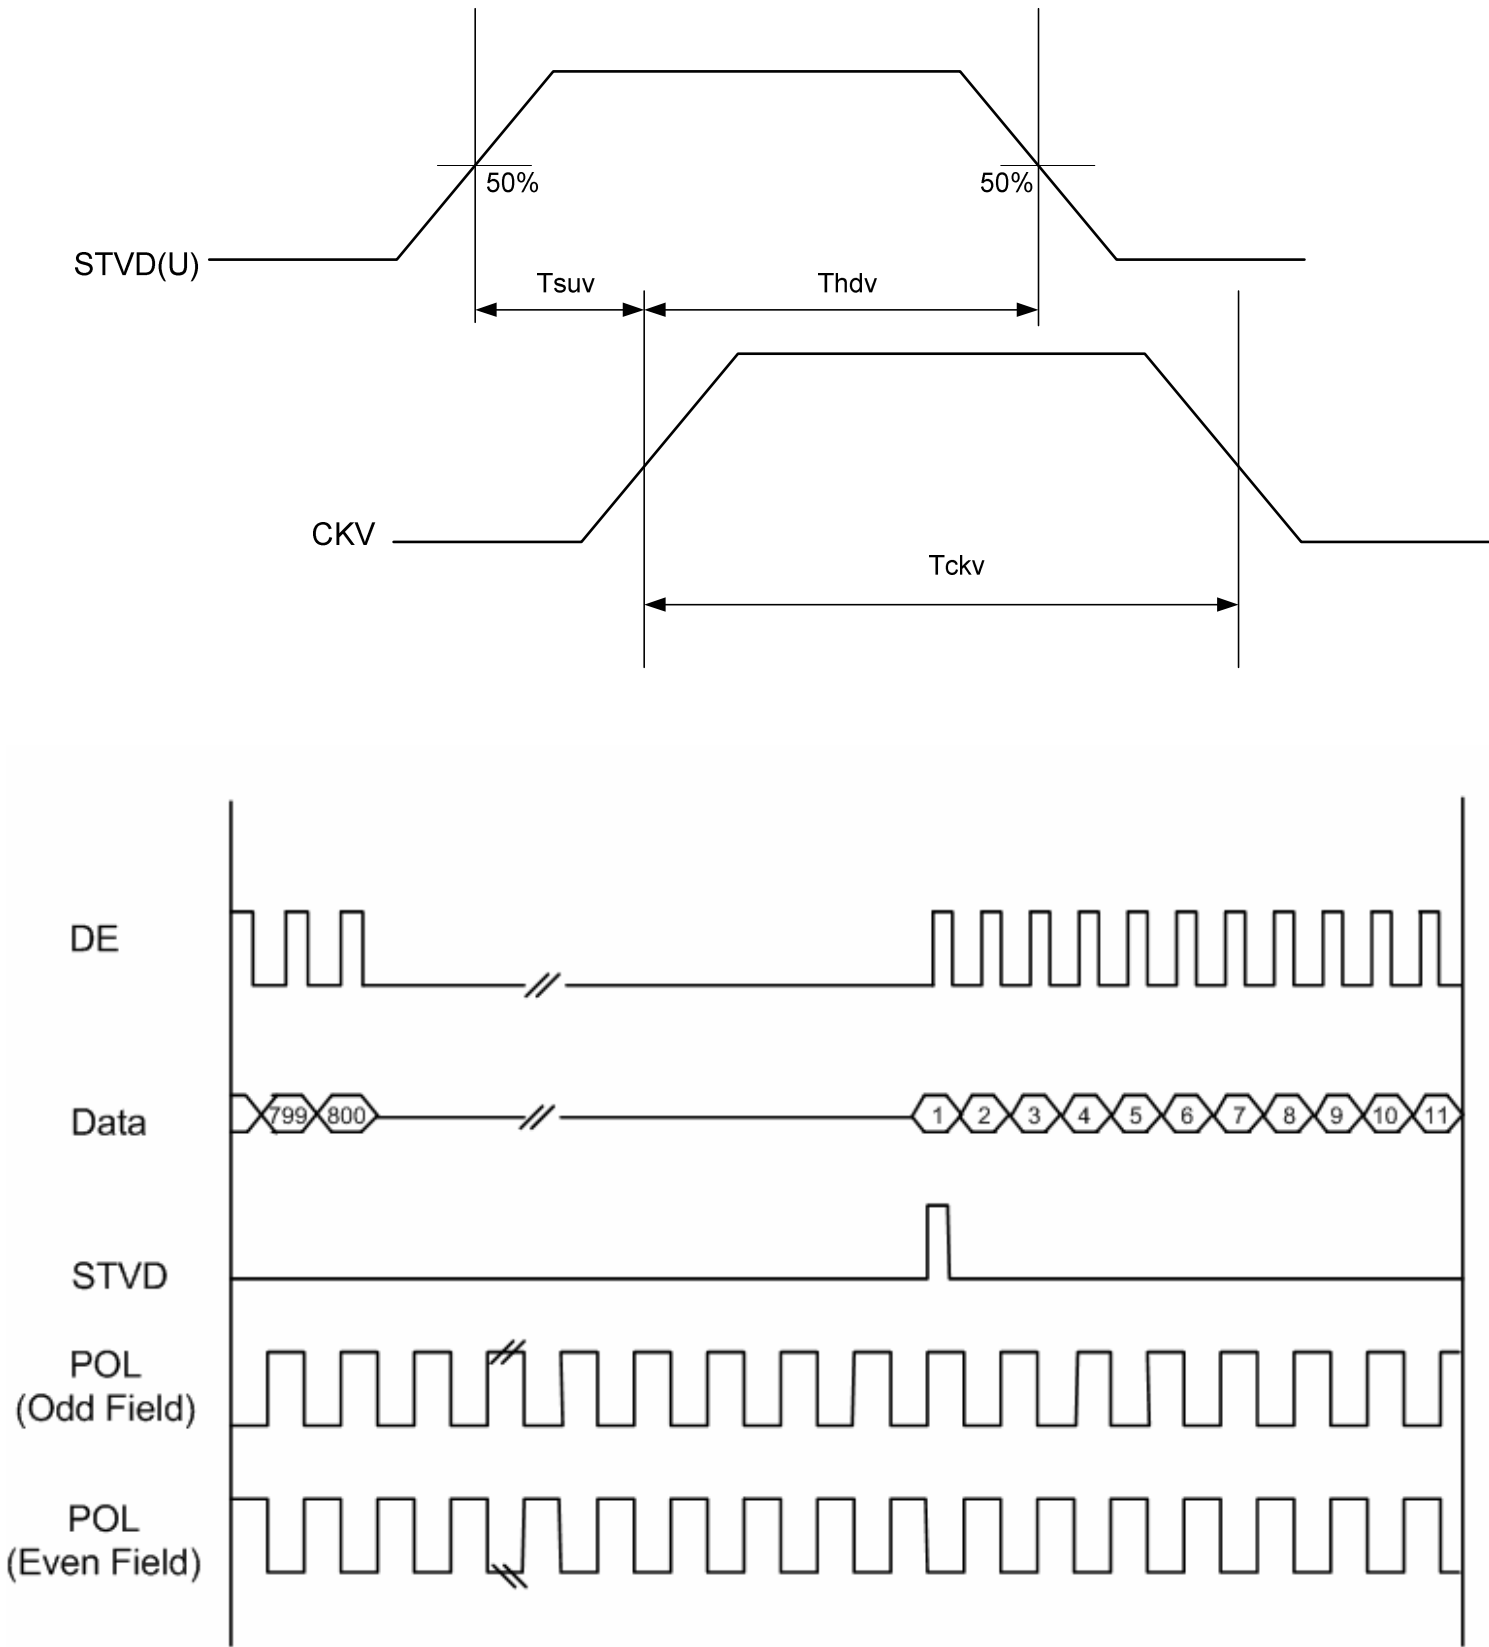 50%
50%
STVD(U)
Tsuv
Thdv
CKV
Tckv
DE
Data
799
800
1
2
3
4
5
6
7
8
9
10
11
STVD
POL
(Odd Field)
POL
(Even Field)